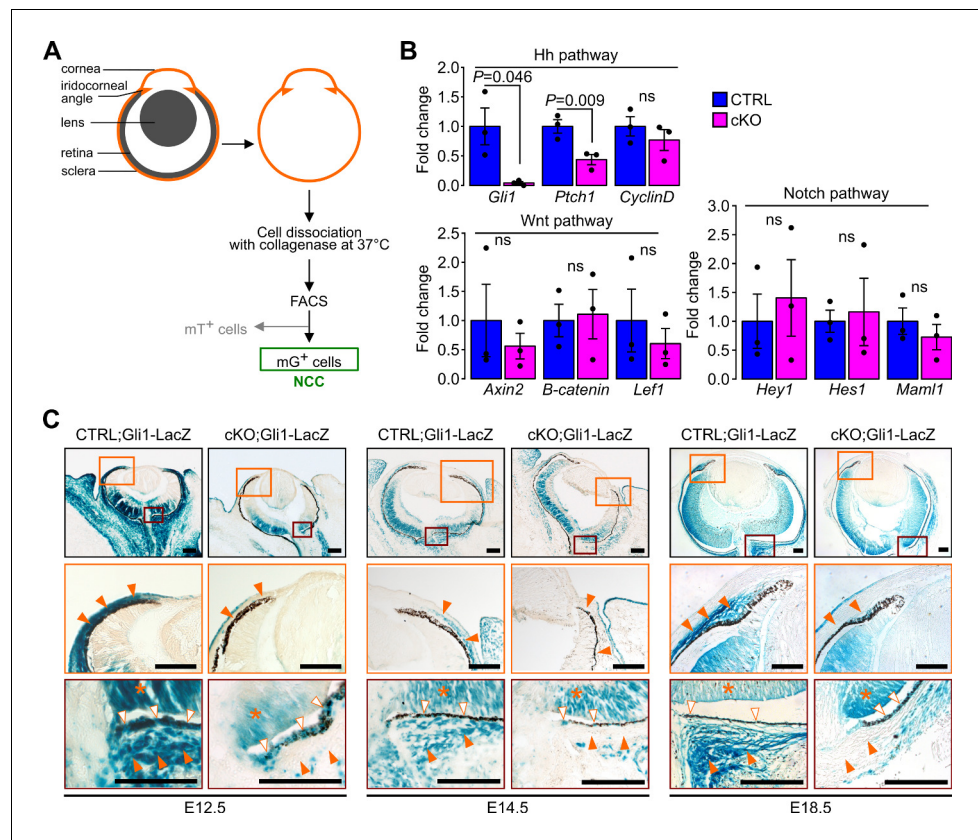 A
cornea
iridocorneal
angle
lens
retina
sclera
Cell dissociation
with collagenase at 37°C
FACS
mT+ cells
mG+ cells
NCC
B
Hh pathway
Fold change
2.0
1.5
1.0
0.5
0.0
P=0.046
P=0.009
ns
Gli1
Ptch1
CyclinD
CTRL
cKO
Wnt pathway
Fold change
2.5
2.0
1.5
1.0
0.5
0.0
ns
ns
ns
Axin2
B-catenin
Lef1
Notch pathway
Fold change
3.0
2.5
2.0
1.5
1.0
0.5
0.0
ns
ns
ns
Hey1
Hes1
Maml1
C
CTRL;Gli1-LacZ cKO;Gli1-LacZ CTRL;Gli1-LacZ cKO;Gli1-LacZ CTRL;Gli1-LacZ cKO;Gli1-LacZ
* * * * * *
E12.5 E14.5 E18.5